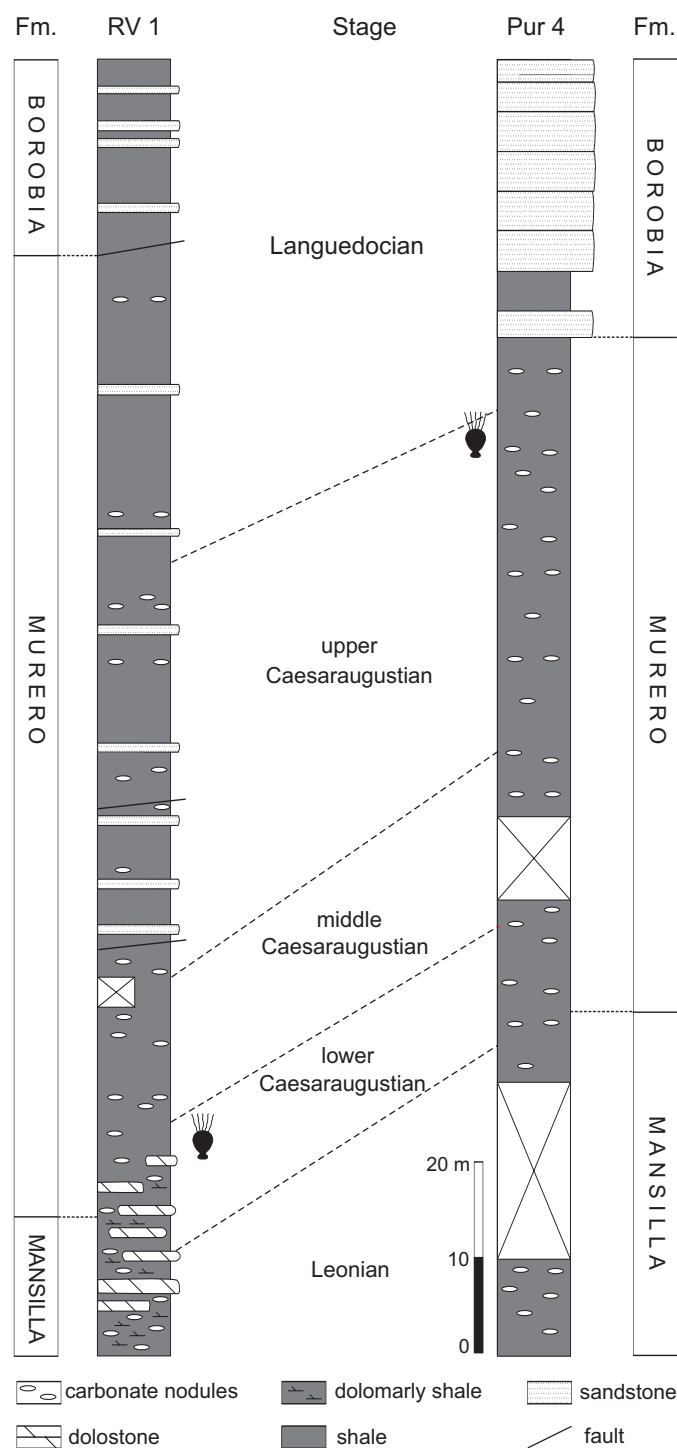 Fm. RV 1 Stage Pur 4 Fm.
BOROBIA
BOROBIA
Languedocian
MURERO
MURERO
upper
Caesaraugustian
middle
Caesaraugustian
lower
Caesaraugustian
MANSILLA
MANSILLA
20 m
10
0
Leonian
carbonate nodules dolomarly shale sandstone
dolostone shale fault